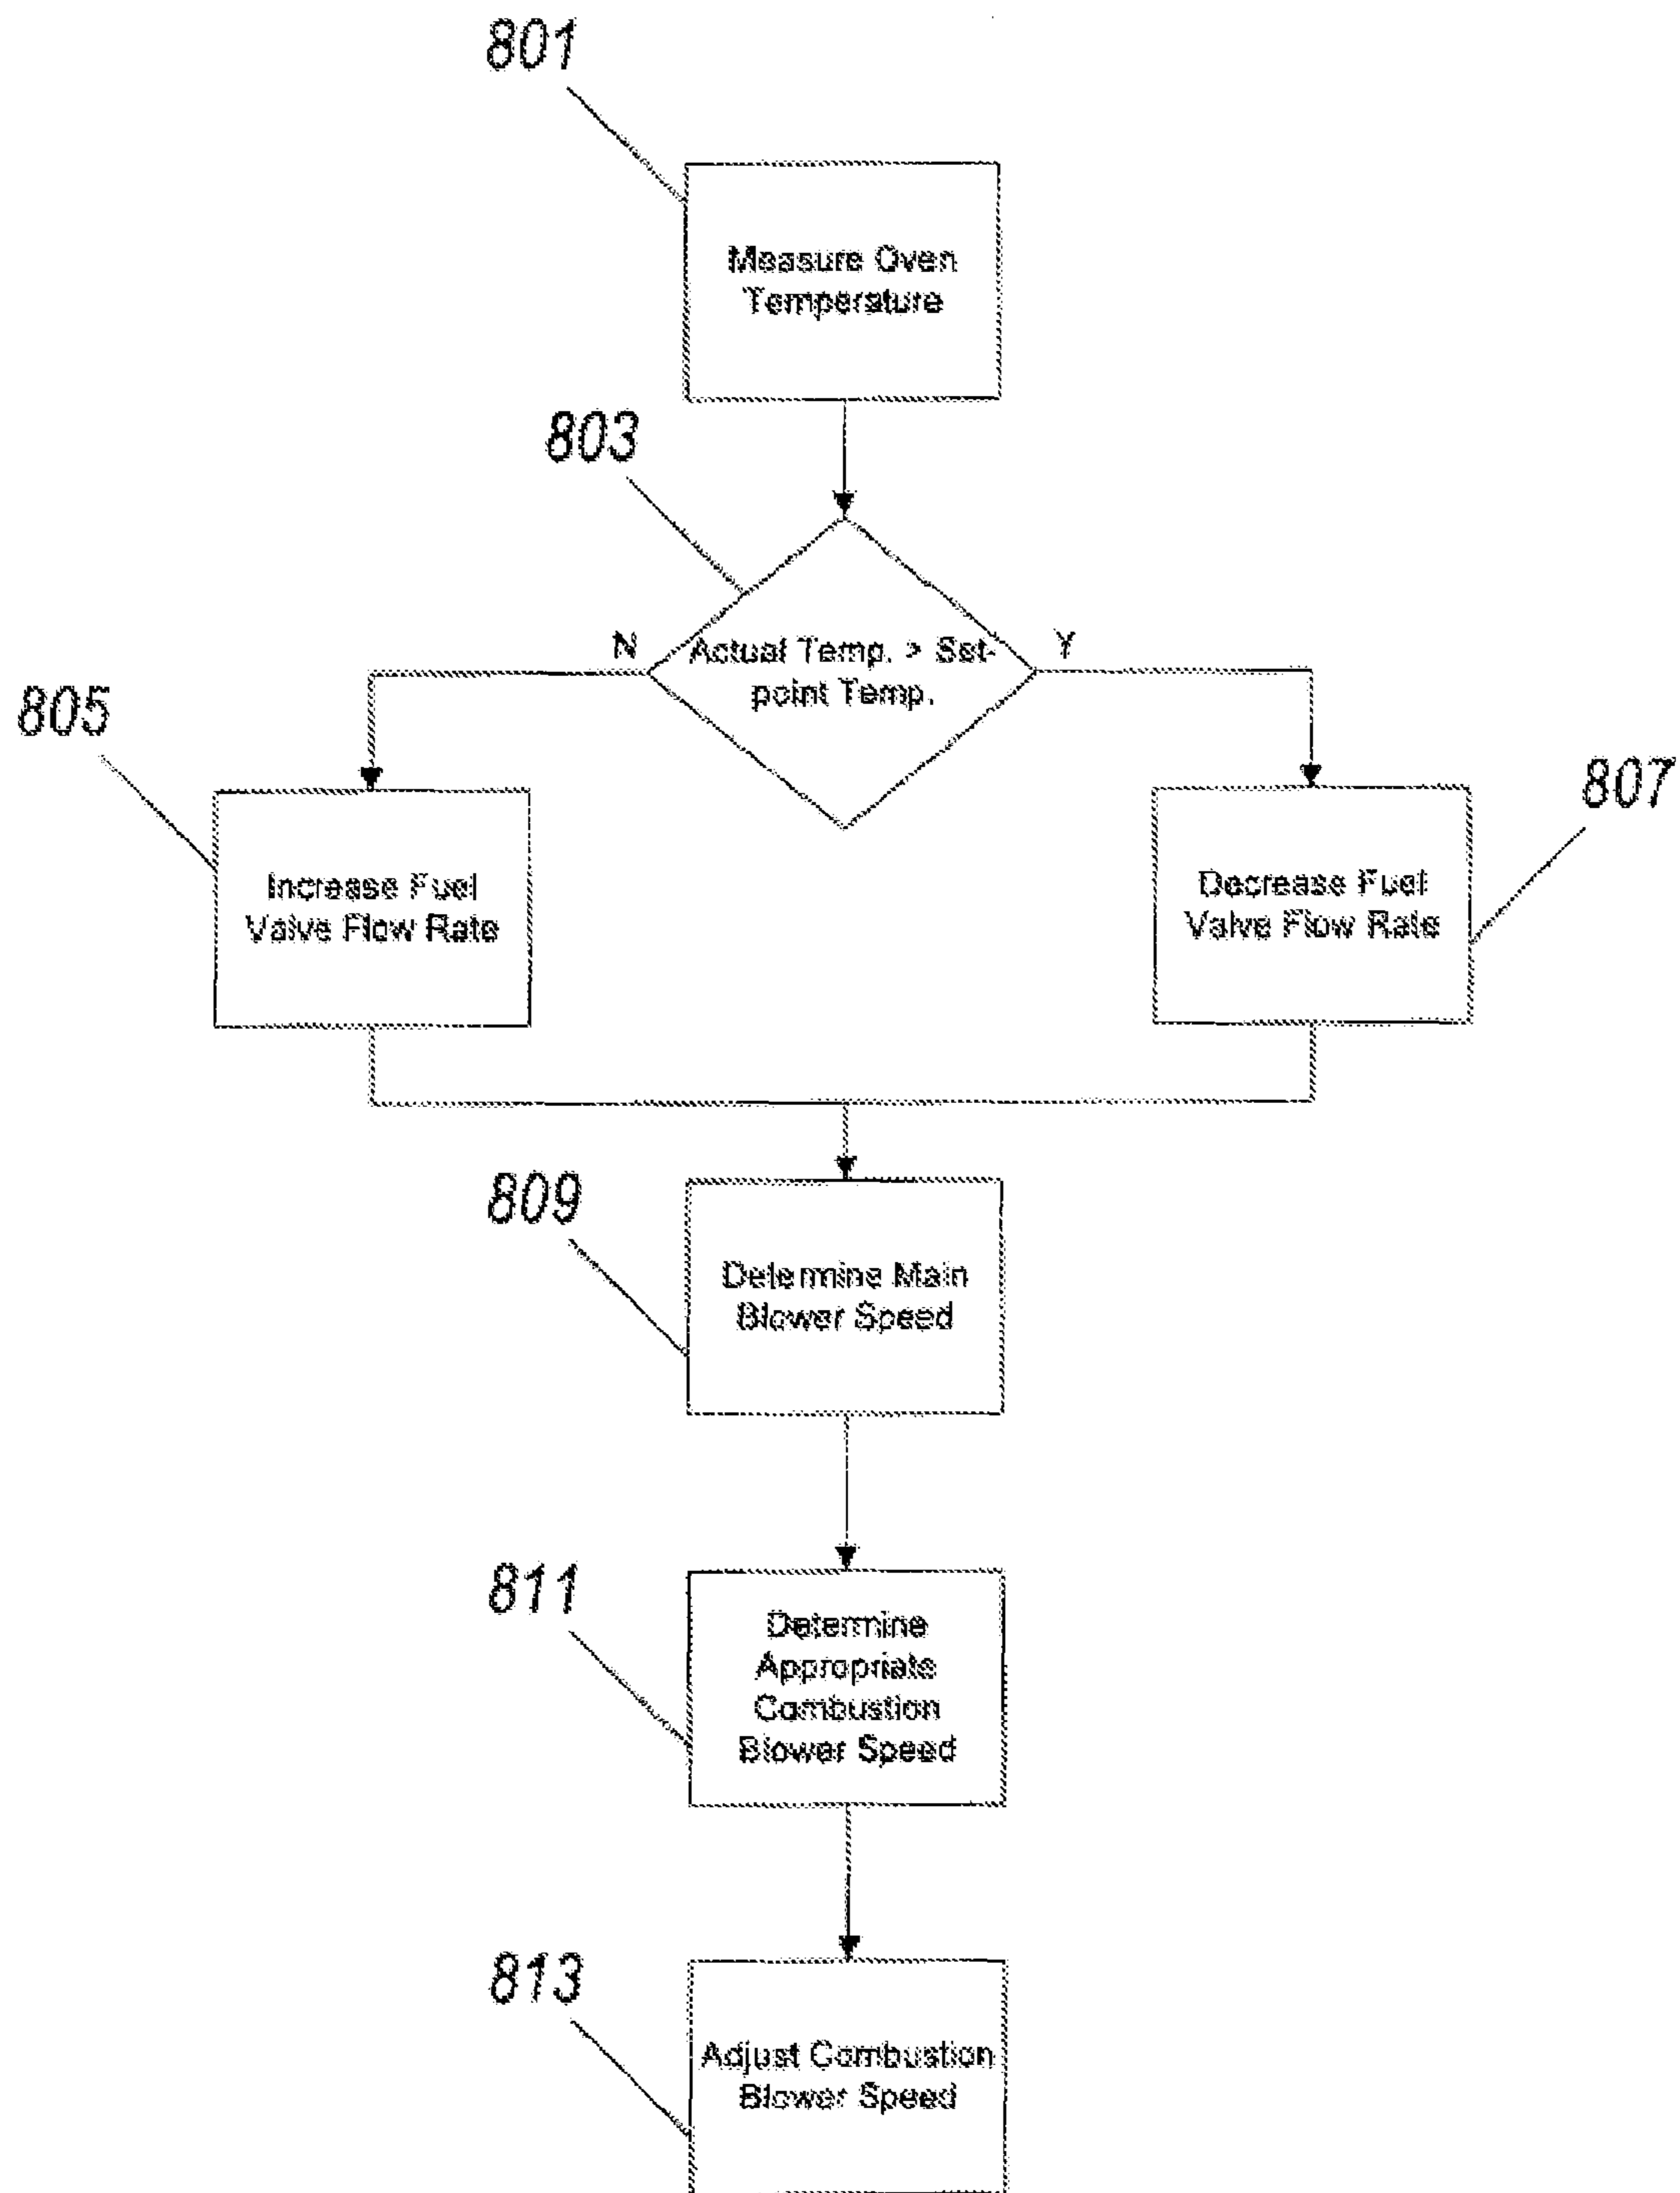 801
Measure Oven
Temperature
803
N
Actual Temp. > Set-
point Temp.
Y
805
Increase Fuel
Valve Flow Rate
807
Decrease Fuel
Valve Flow Rate
809
Determine Main
Blower Speed
811
Determine
Appropriate
Combustion
Blower Speed
813
Adjust Combustion
Blower Speed